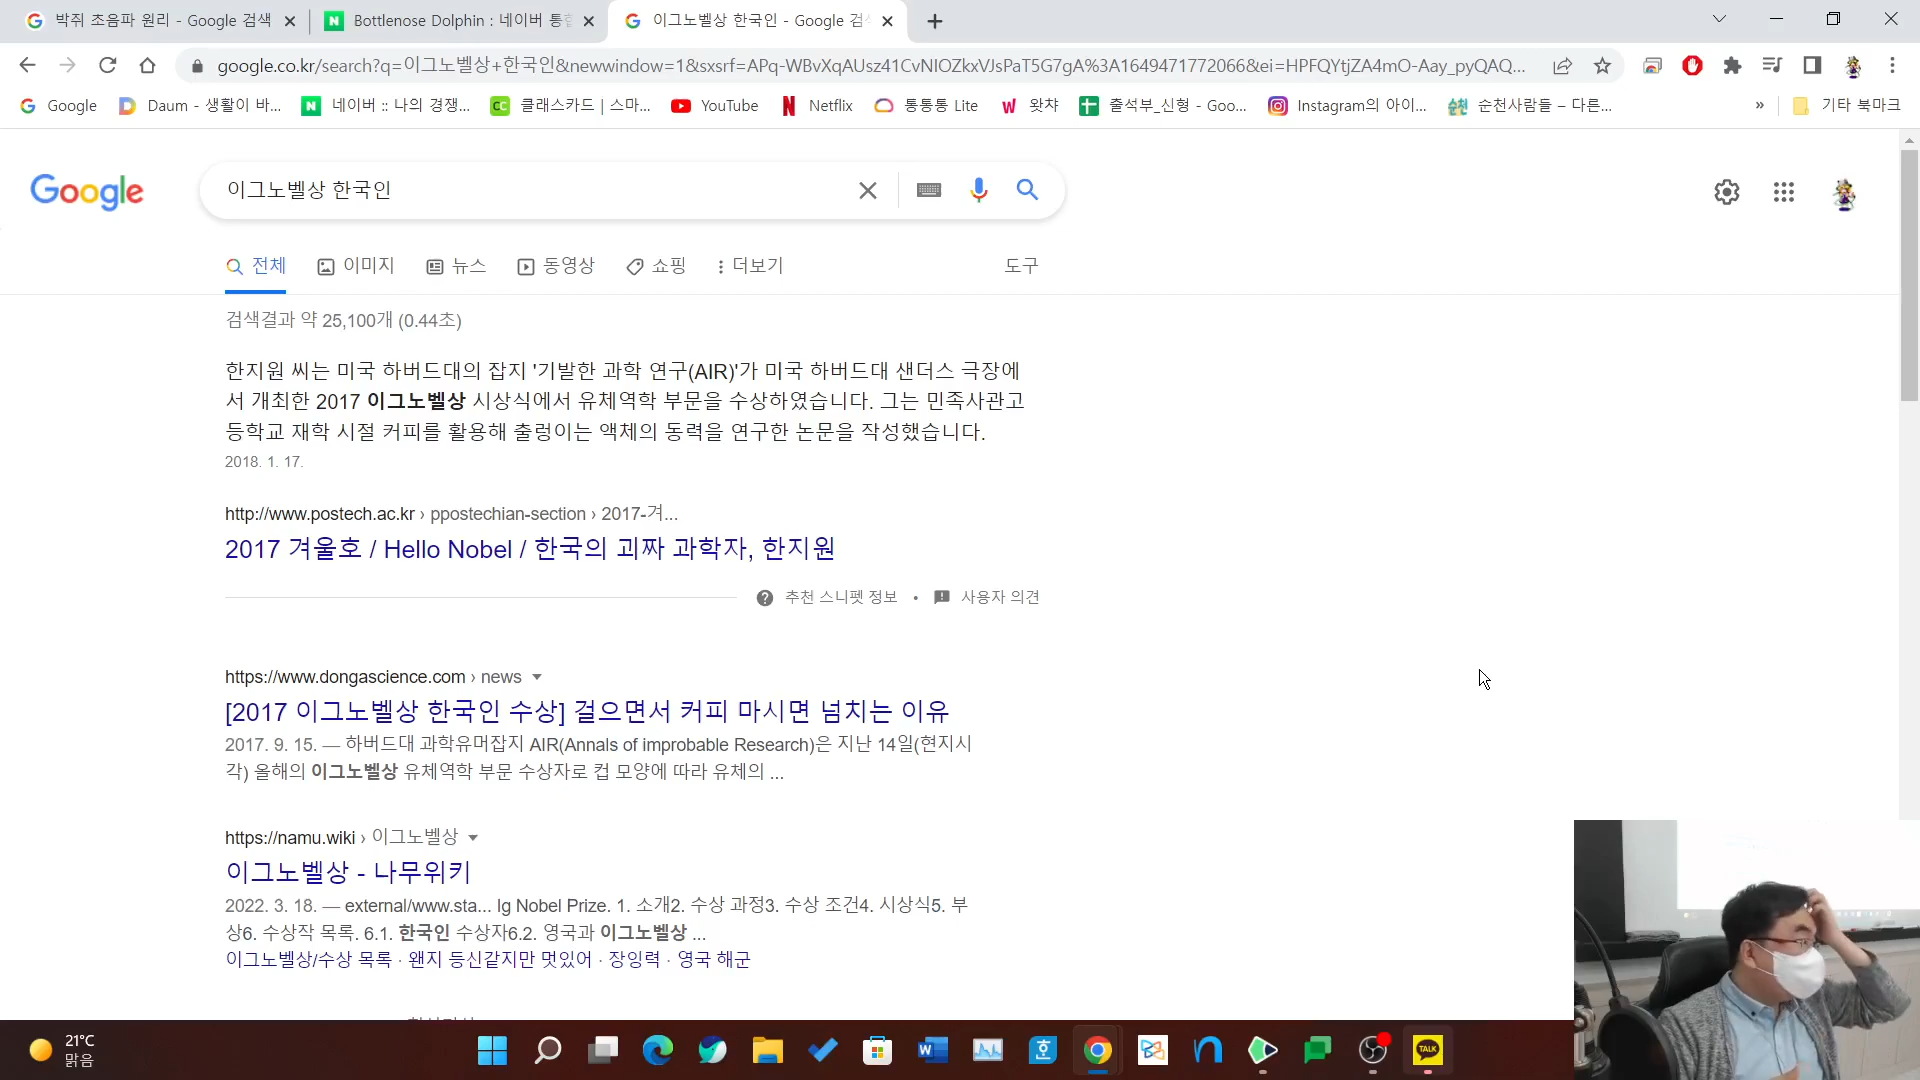 박쥐 조음파 원리 - Google 검색
Bottlenose Dolphin : 네이버 통합
이그노벨상 한국인 - Google 검색
google.co.kr/search?q=이그노벨상+한국인&newwindow=1&sxsrf=APq-WBvXqAUsz41CvNIOZkxVJsPaT5G7gA%3A1649471772066&ei=HPFQYtjZA4mO-Aay_pyQAQ...
Google
Daum - 생활이 바...
네이버 :: 나의 경쟁...
클래스카드 | 스마...
YouTube
Netflix
통통통 Lite
왓챠
출석부_신형 - Goo...
Instagram의 아이...
순천사람들 – 다른...
»
기타 북마크
Google
이그노벨상 한국인
전체
이미지
뉴스
동영상
쇼핑
더보기
도구
검색결과 약 25,100개 (0.44초)
한지원 씨는 미국 하버드대의 잡지 '기발한 과학 연구(AIR)'가 미국 하버드대 샌더스 극장에
서 개최한 2017 이그노벨상 시상식에서 유체역학 부문을 수상하였습니다. 그는 민족사관고
등학교 재학 시절 커피를 활용해 출렁이는 액체의 동력을 연구한 논문을 작성했습니다.
2018. 1. 17.
http://www.postech.ac.kr › ppostechian-section › 2017-겨...
2017 겨울호 / Hello Nobel / 한국의 괴짜 과학자, 한지원
추천 스니펫 정보 • 사용자 의견
https://www.dongascience.com › news
[2017 이그노벨상 한국인 수상] 걸으면서 커피 마시면 넘치는 이유
2017. 9. 15. — 하버드대 과학유머잡지 AIR(Annals of improbable Research)은 지난 14일(현지시
각) 올해의 이그노벨상 유체역학 부문 수상자로 컵 모양에 따라 유체의 ...
https://namu.wiki › 이그노벨상
이그노벨상 - 나무위키
2022. 3. 18. — external/www.sta... Ig Nobel Prize. 1. 소개2. 수상 과정3. 수상 조건4. 시상식5. 부
상6. 수상작 목록. 6.1. 한국인 수상자6.2. 영국과 이그노벨상 ...
이그노벨상/수상 목록 · 왠지 등신같지만 멋있어 · 장잉력 · 영국 해군
21°C
맑음
TALK